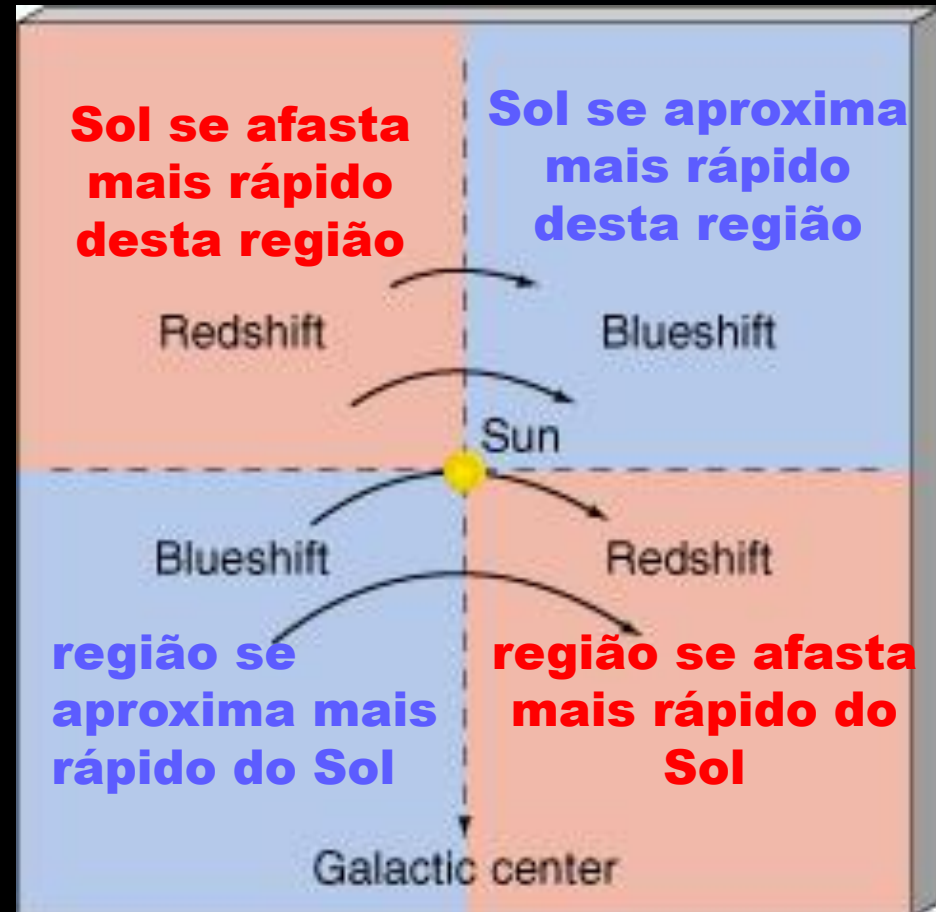 Sol se afasta
mais rápido
desta região
Sol se aproxima
mais rápido
desta região
Redshift
Blueshift
Sun
Blueshift
Redshift
região se
aproxima mais
rápido do Sol
região se afasta
mais rápido do
Sol
Galactic center